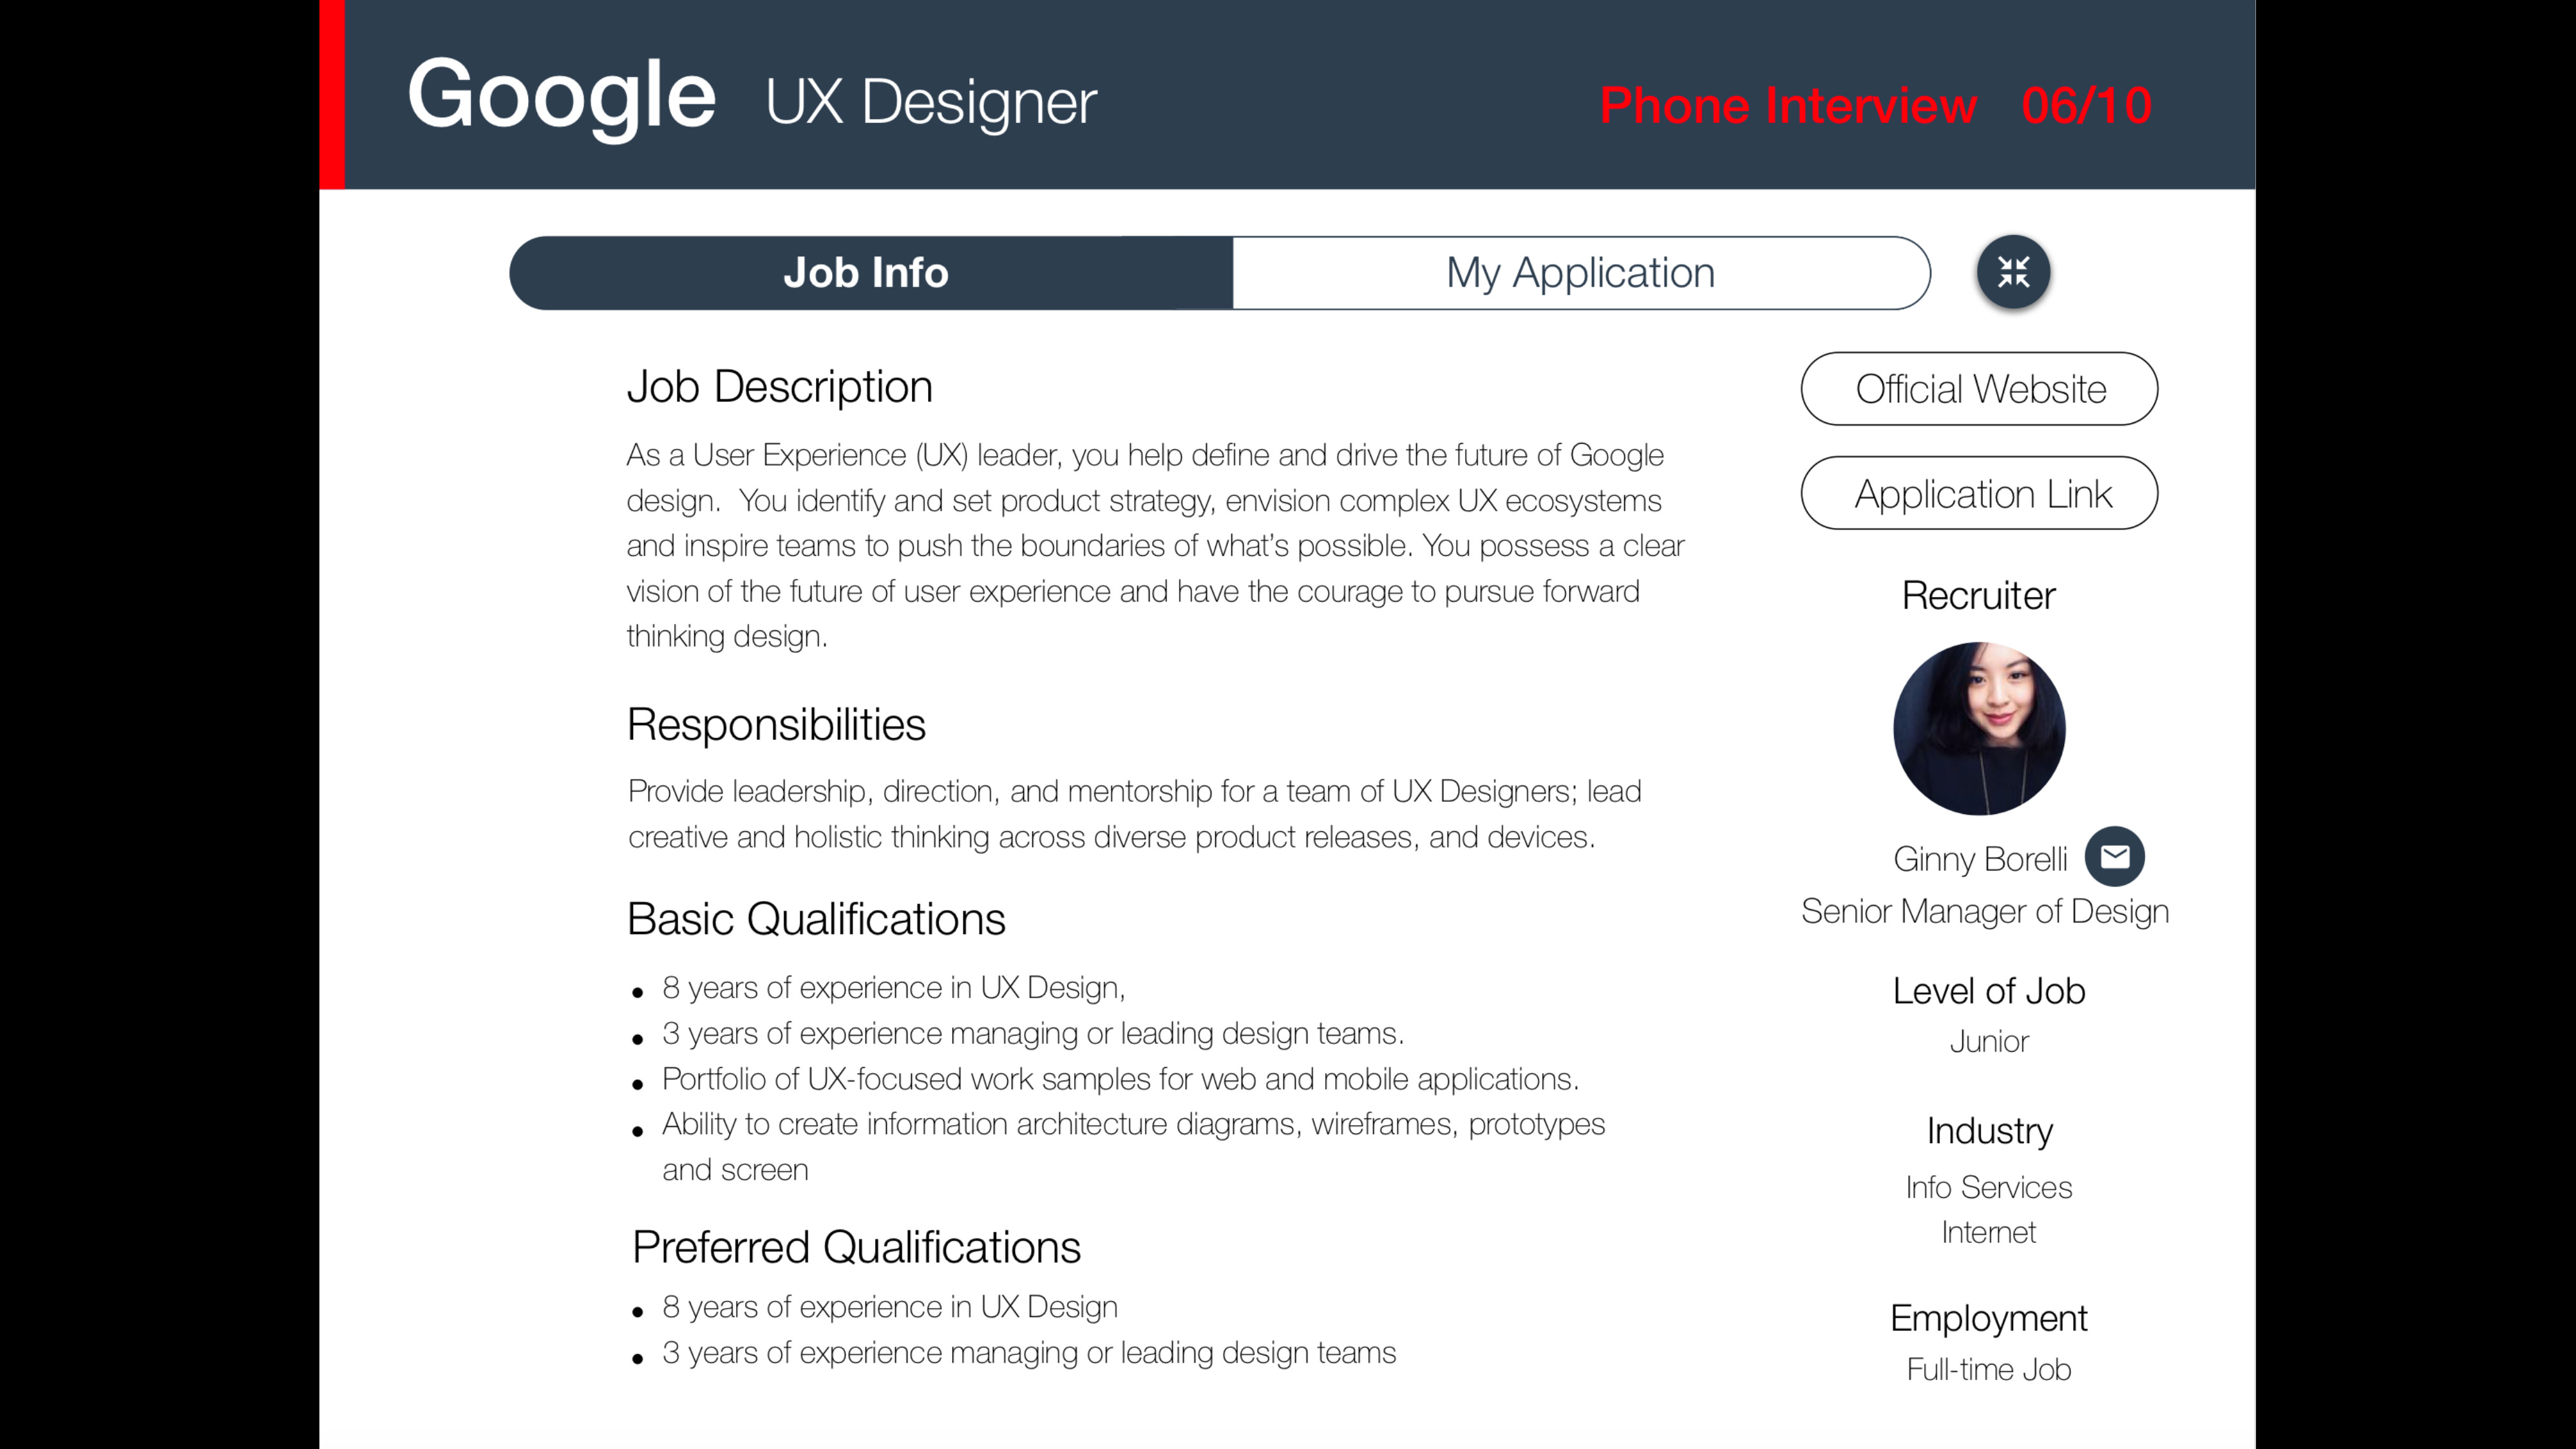 Google UX Designer
Phone Interview 06/10
Job Info
My Application
Job Description
As a User Experience (UX) leader, you help define and drive the future of Google
design.  You identify and set product strategy, envision complex UX ecosystems
and inspire teams to push the boundaries of what's possible. You possess a clear
vision of the future of user experience and have the courage to pursue forward
thinking design.
Responsibilities
Provide leadership, direction, and mentorship for a team of UX Designers; lead
creative and holistic thinking across diverse product releases, and devices.
Basic Qualifications
• 8 years of experience in UX Design,
• 3 years of experience managing or leading design teams.
• Portfolio of UX-focused work samples for web and mobile applications.
• Ability to create information architecture diagrams, wireframes, prototypes
and screen
Preferred Qualifications
• 8 years of experience in UX Design
• 3 years of experience managing or leading design teams
Official Website
Application Link
Recruiter
Ginny Borelli
Senior Manager of Design
Level of Job
Junior
Industry
Info Services
Internet
Employment
Full-time Job